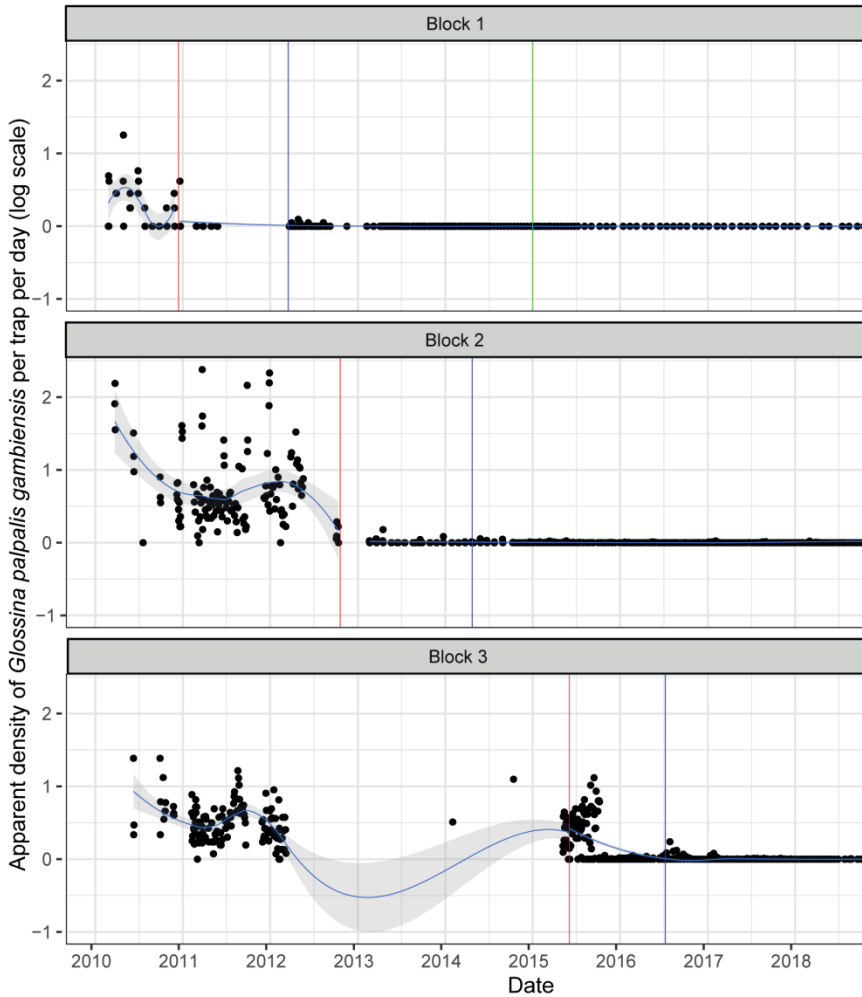 Block 1
2
1
0
−1
Block 2
2
1
0
−1
Block 3
2
1
0
−1
2010 2011 2012 2013 2014 2015 2016 2017 2018
Date
Apparent density of Glossina palpalis gambiensis per trap per day (log scale)